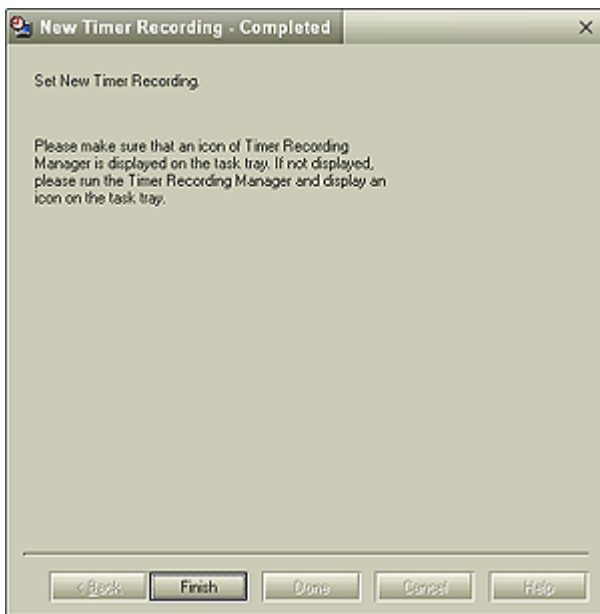 New Timer Recording - Completed
Set New Timer Recording.
Please make sure that an icon of Timer Recording
Manager is displayed on the task tray. If not displayed,
please run the Timer Recording Manager and display an
icon on the task tray.
< Back Finish Done Cancel Help